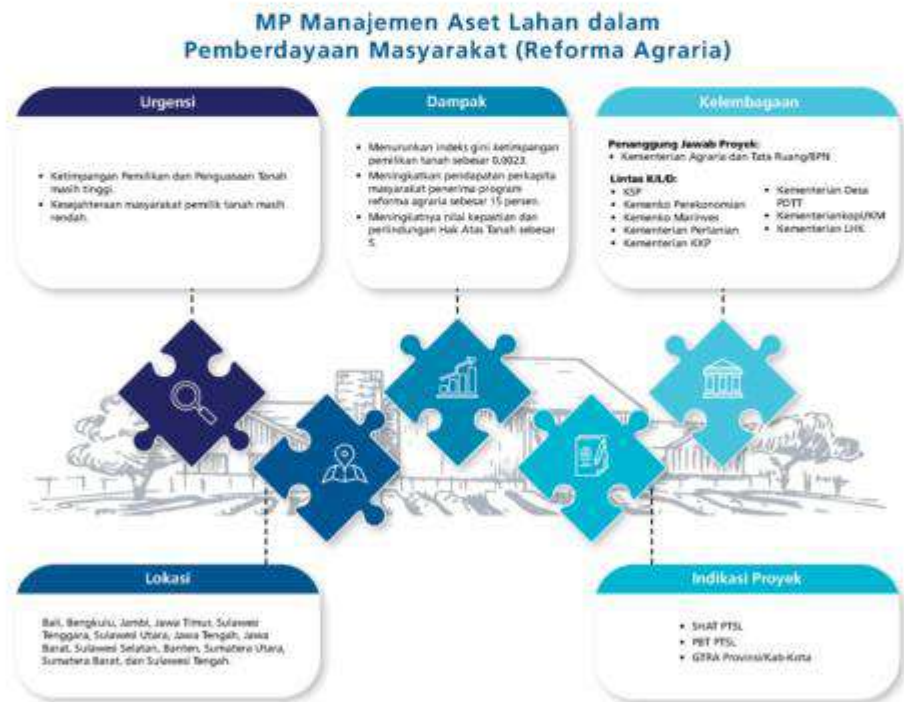 MP Manajemen Aset Lahan dalam
Pemberdayaan Masyarakat (Reforma Agraria)
Urgensi
• Ketimpangan Pemilikan dan Penguasaan Tanah
masih tinggi.
• Kesejahteraan masyarakat pemilik tanah masih
rendah.
Dampak
• Menurunkan indeks gini ketimpangan
pemilikan tanah sebesar 0,0023.
• Meningkatkan pendapatan perkapita
masyarakat penerima program
reforma agraria sebesar 15 persen.
• Meningkatnya nilai kepastian dan
perlindungan Hak Atas Tanah sebesar
5.
Kelembagaan
Penanggung Jawab Proyek:
• Kementerian Agraria dan Tata Ruang/BPN
Lintas K/L/D:
• KSP
• Kemenko Perekonomian
• Kemenko Marinves
• Kementerian Pertanian
• Kementerian KKP
• Kementerian Desa
PDTT
• KementeriankopUKM
• Kementerian LHK
Lokasi
Bali, Bengkulu, Jambi, Jawa Timur, Sulawesi
Tenggara, Sulawesi Utara, Jawa Tengah, Jawa
Barat, Sulawesi Selatan, Banten, Sumatera Utara,
Sumatera Barat, dan Sulawesi Tengah.
Indikasi Proyek
• SHAT PTSL
• PBT PTSL
• GTRA Provinsi/Kab-Kota